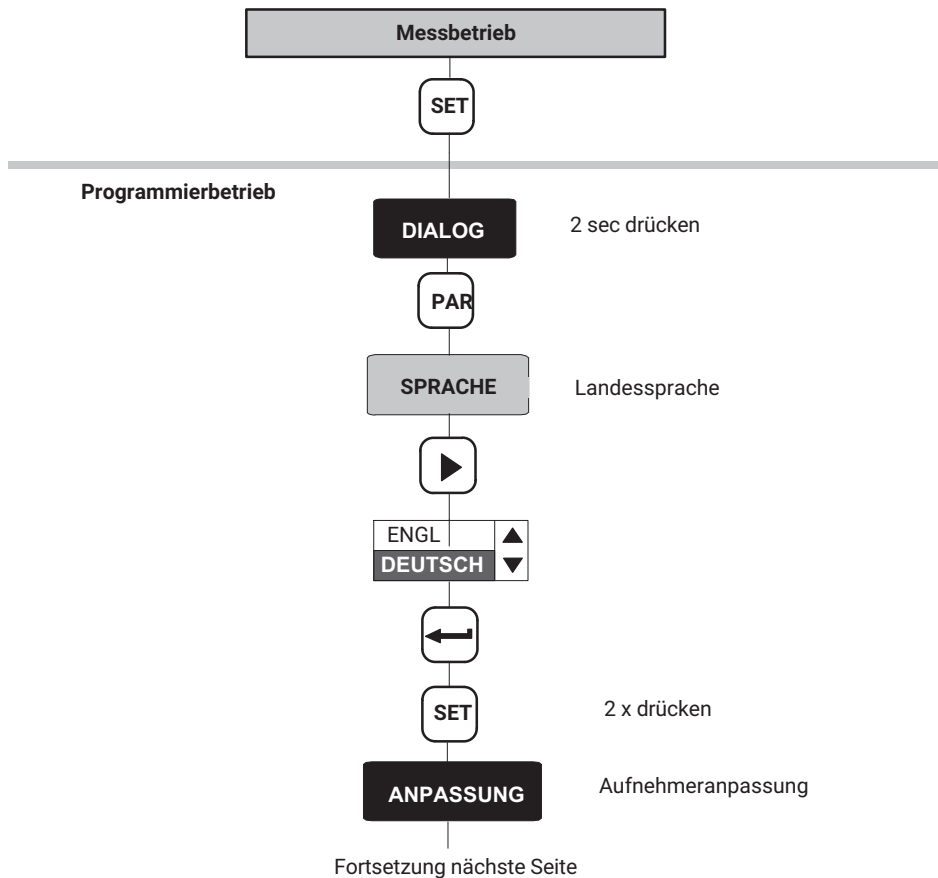 Messbetrieb
SET
Programmierbetrieb
DIALOG
2 sec drücken
PAR
SPRACHE
Landessprache
ENGL
DEUTSCH
SET
2 x drücken
ANPASSUNG
Aufnehmeranpassung
Fortsetzung nächste Seite